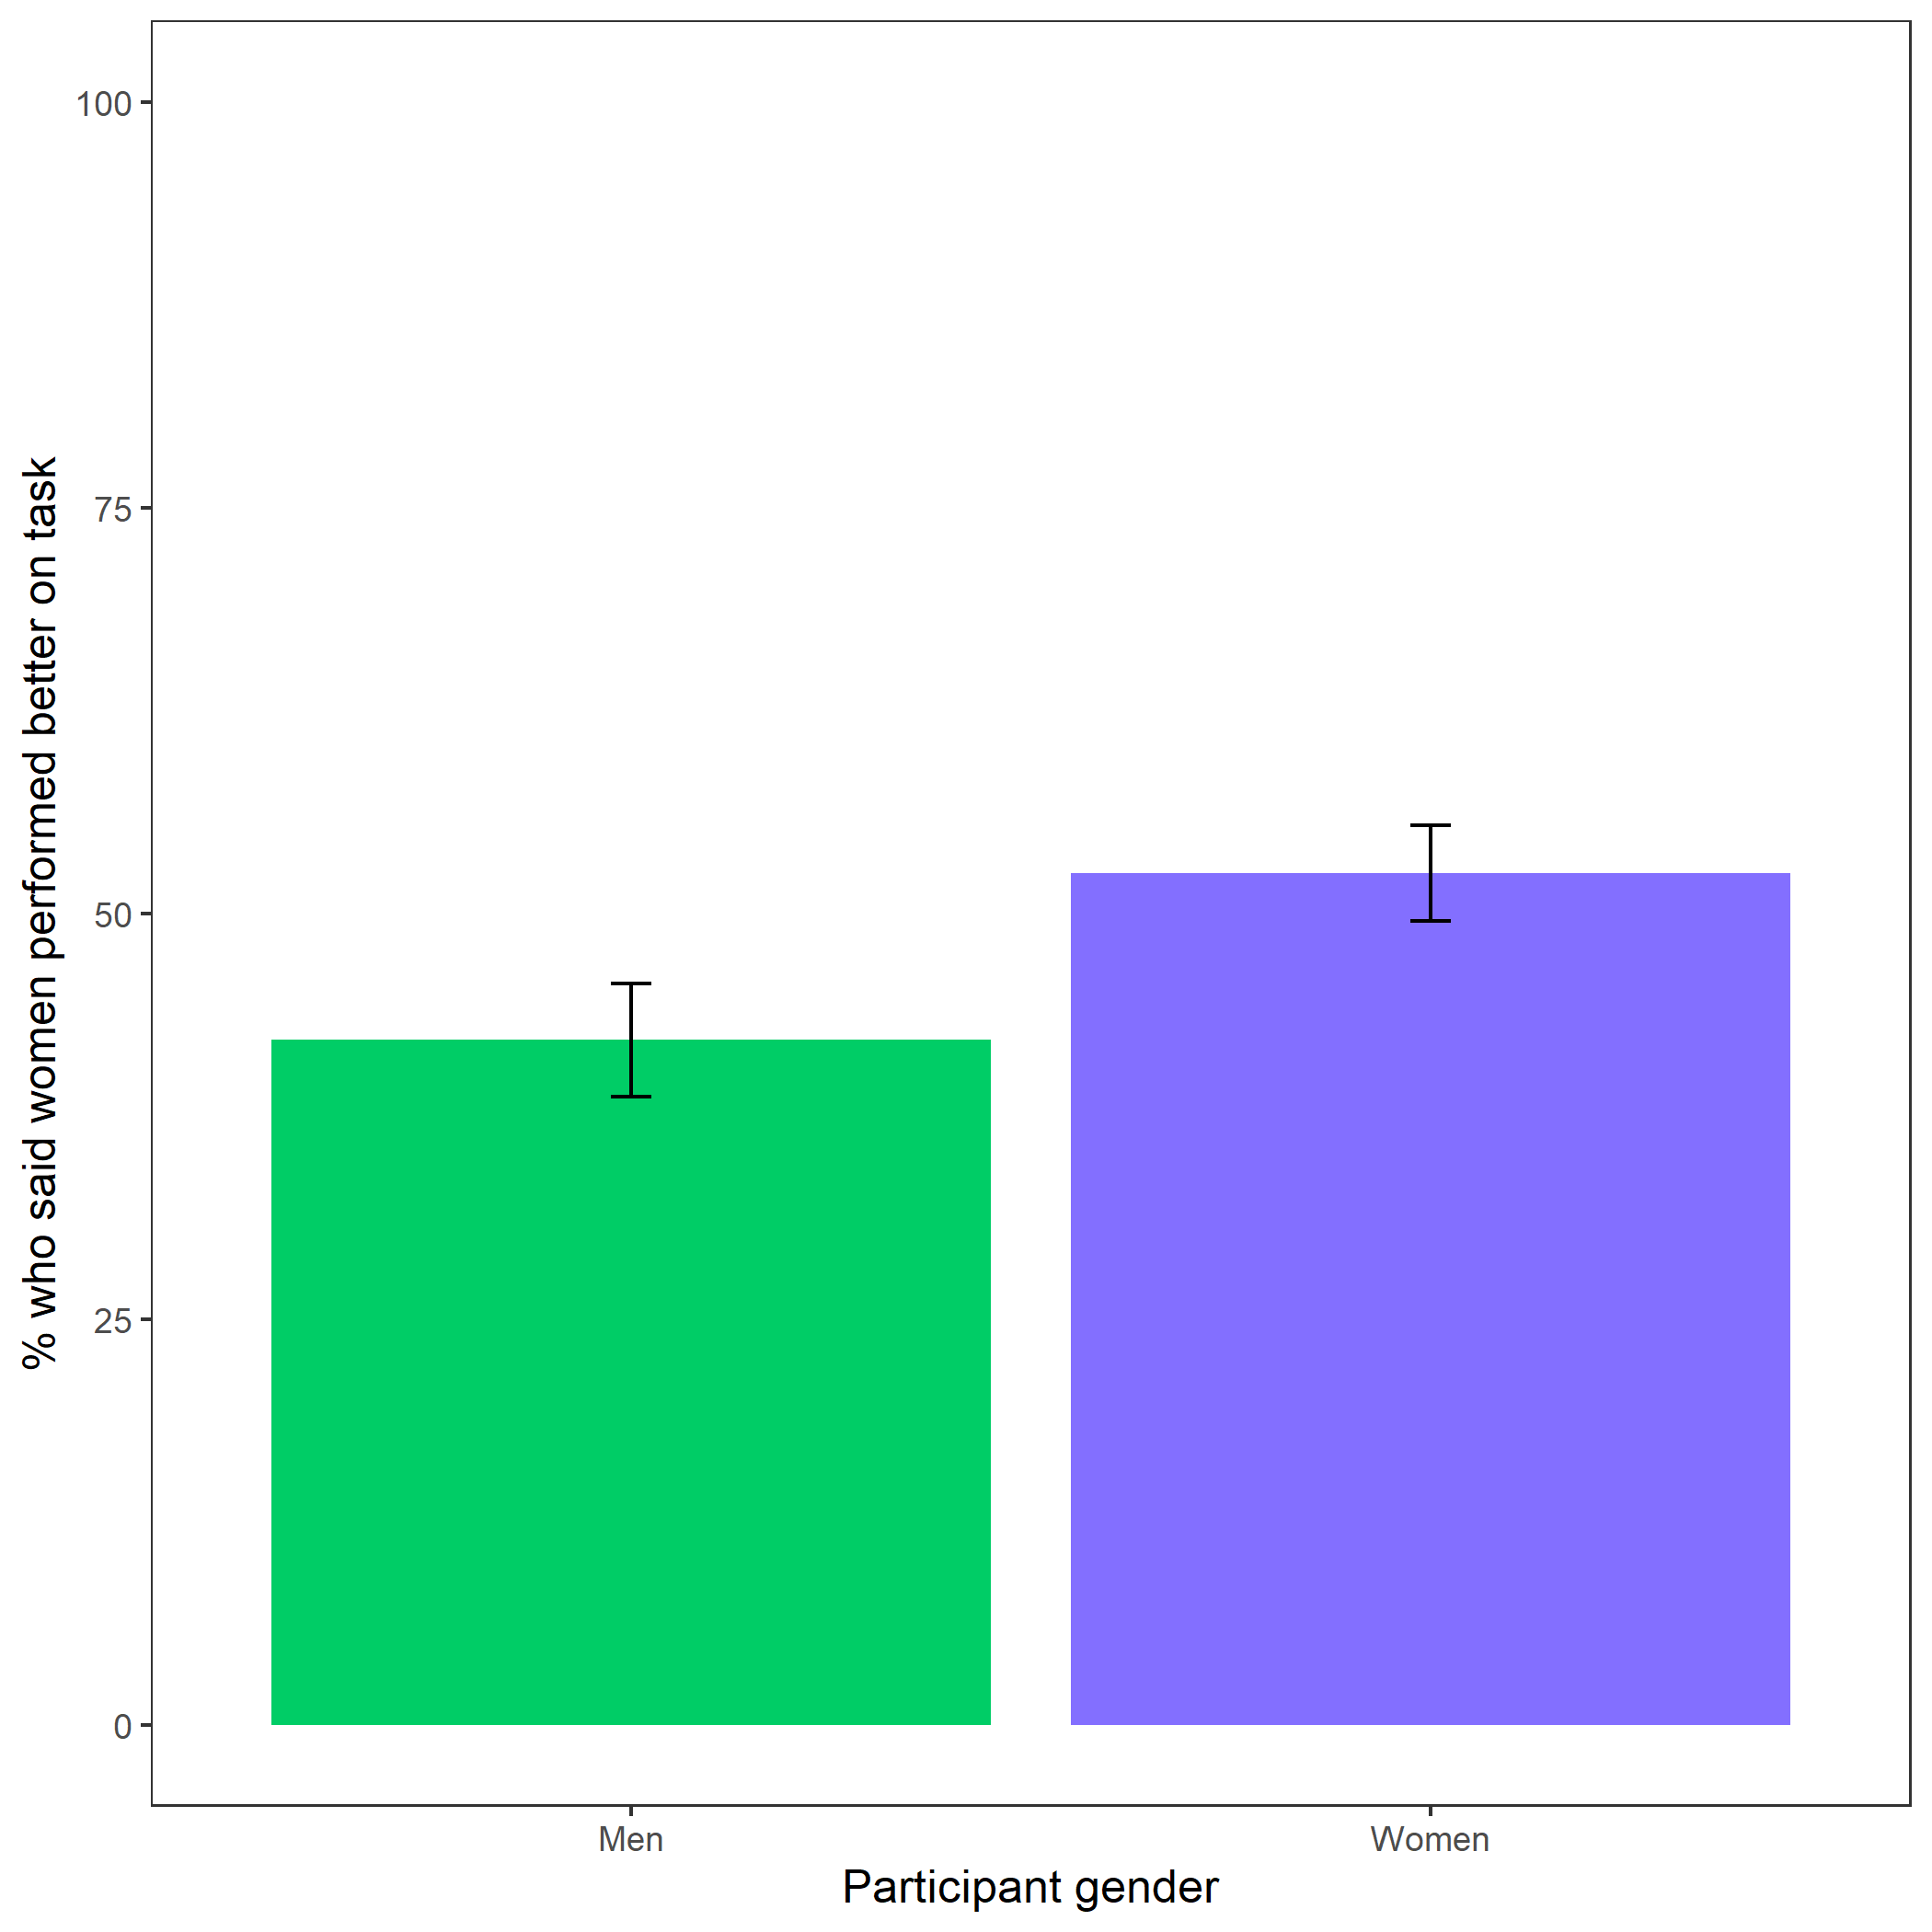 % who said women performed better on task
100
75
50
25
0
Men
Women
Participant gender